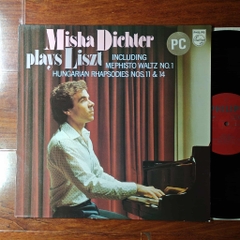 Misha Dichter
plays Liszt
INCLUDING
MEPHISTO WALTZ NO.1
HUNGARIAN RHAPSODIES NOS.11 & 14
PC
PHILIPS